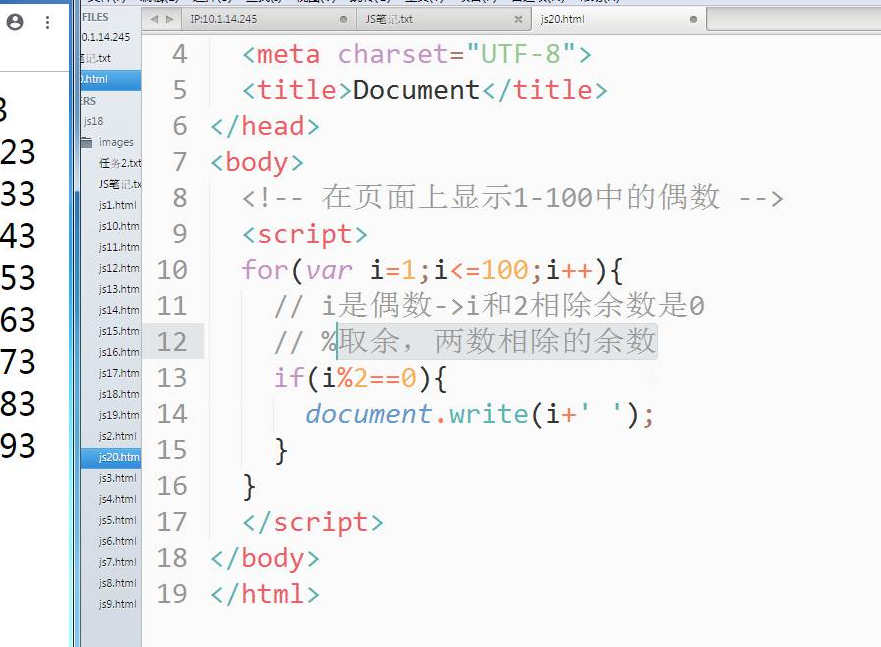 FILES
IP:10.1.14.245
JS笔记.txt
js20.html
0.1.14.245
笔记.txt
0.html
ERS
js18
images
任务2.txt
JS笔记.tx
js1.html
js10.htm
js11.htm
js12.htm
js13.htm
js14.htm
js15.htm
js16.htm
js17.htm
js18.htm
js19.htm
js2.html
js20.htm
js3.html
js4.html
js5.html
js6.html
js7.html
js8.html
js9.html
3
23
33
43
53
63
73
83
93
4 <meta charset="UTF-8">
5 <title>Document</title>
6 </head>
7 <body>
8 <!-- 在页面上显示1-100中的偶数 -->
9 <script>
10 for(var i=1;i<=100;i++){
11 // i是偶数->i和2相除余数是0
12 // %取余，两数相除的余数
13 if(i%2==0){
14 document.write(i+' ');
15 }
16 }
17 </script>
18 </body>
19 </html>